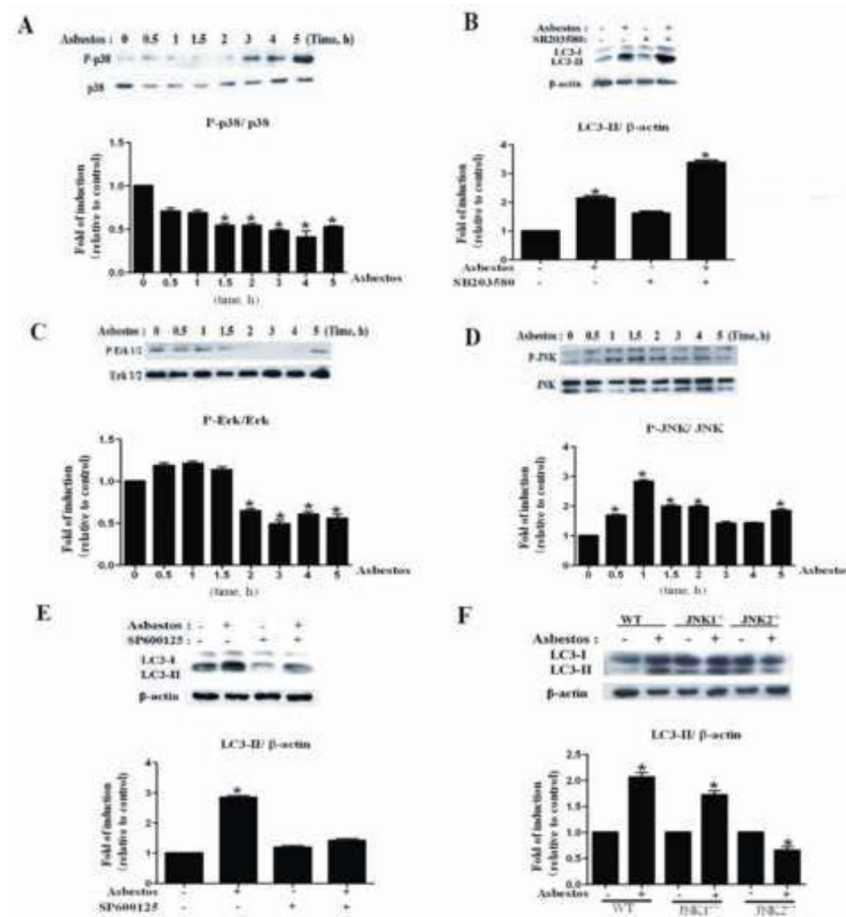 A
Asbestos : 0 0.5 1 1.5 2 3 4 5 (Time, h)
P-p38
p38
P-p38/ p38
Fold of induction
(relative to control)
1.5
1.0
0.5
0.0
0 0.5 1 1.5 2 3 4 5
Asbestos
(time, h)
* * * * *
B
Asbestos : - + - +
SB203580: - - + +
LC3-I
LC3-II
β-actin
LC3-II/ β-actin
Fold of induction
(relative to control)
4
3
2
1
0
* *
Asbestos - + - +
SB203580 - - + +
C
Asbestos : 0 0.5 1 1.5 2 3 4 5 (Time, h)
P-Erk 1/2
Erk 1/2
P-Erk/Erk
Fold of induction
(relative to control)
1.5
1.0
0.5
0.0
* * * *
0 0.5 1 1.5 2 3 4 5
Asbestos
(time, h)
D
Asbestos : 0 0.5 1 1.5 2 3 4 5 (Time, h)
P-JNK
JNK
P-JNK/ JNK
Fold of induction
(relative to control)
4
3
2
1
0
* * * * *
0 0.5 1 1.5 2 3 4 5
Asbestos
(time, h)
E
Asbestos : - + - +
SP600125 : - - + +
LC3-I
LC3-II
β-actin
LC3-II/ β-actin
Fold of induction
(relative to control)
4
3
2
1
0
*
Asbestos - + - +
SP600125 - - + +
F
WT JNK1-/- JNK2-/-
Asbestos : - + - + - +
LC3-I
LC3-II
β-actin
LC3-II/ β-actin
Fold of induction
(relative to control)
2.5
2.0
1.5
1.0
0.5
0.0
* * *
Asbestos - + - + - +
WT JNK1-/- JNK2-/-